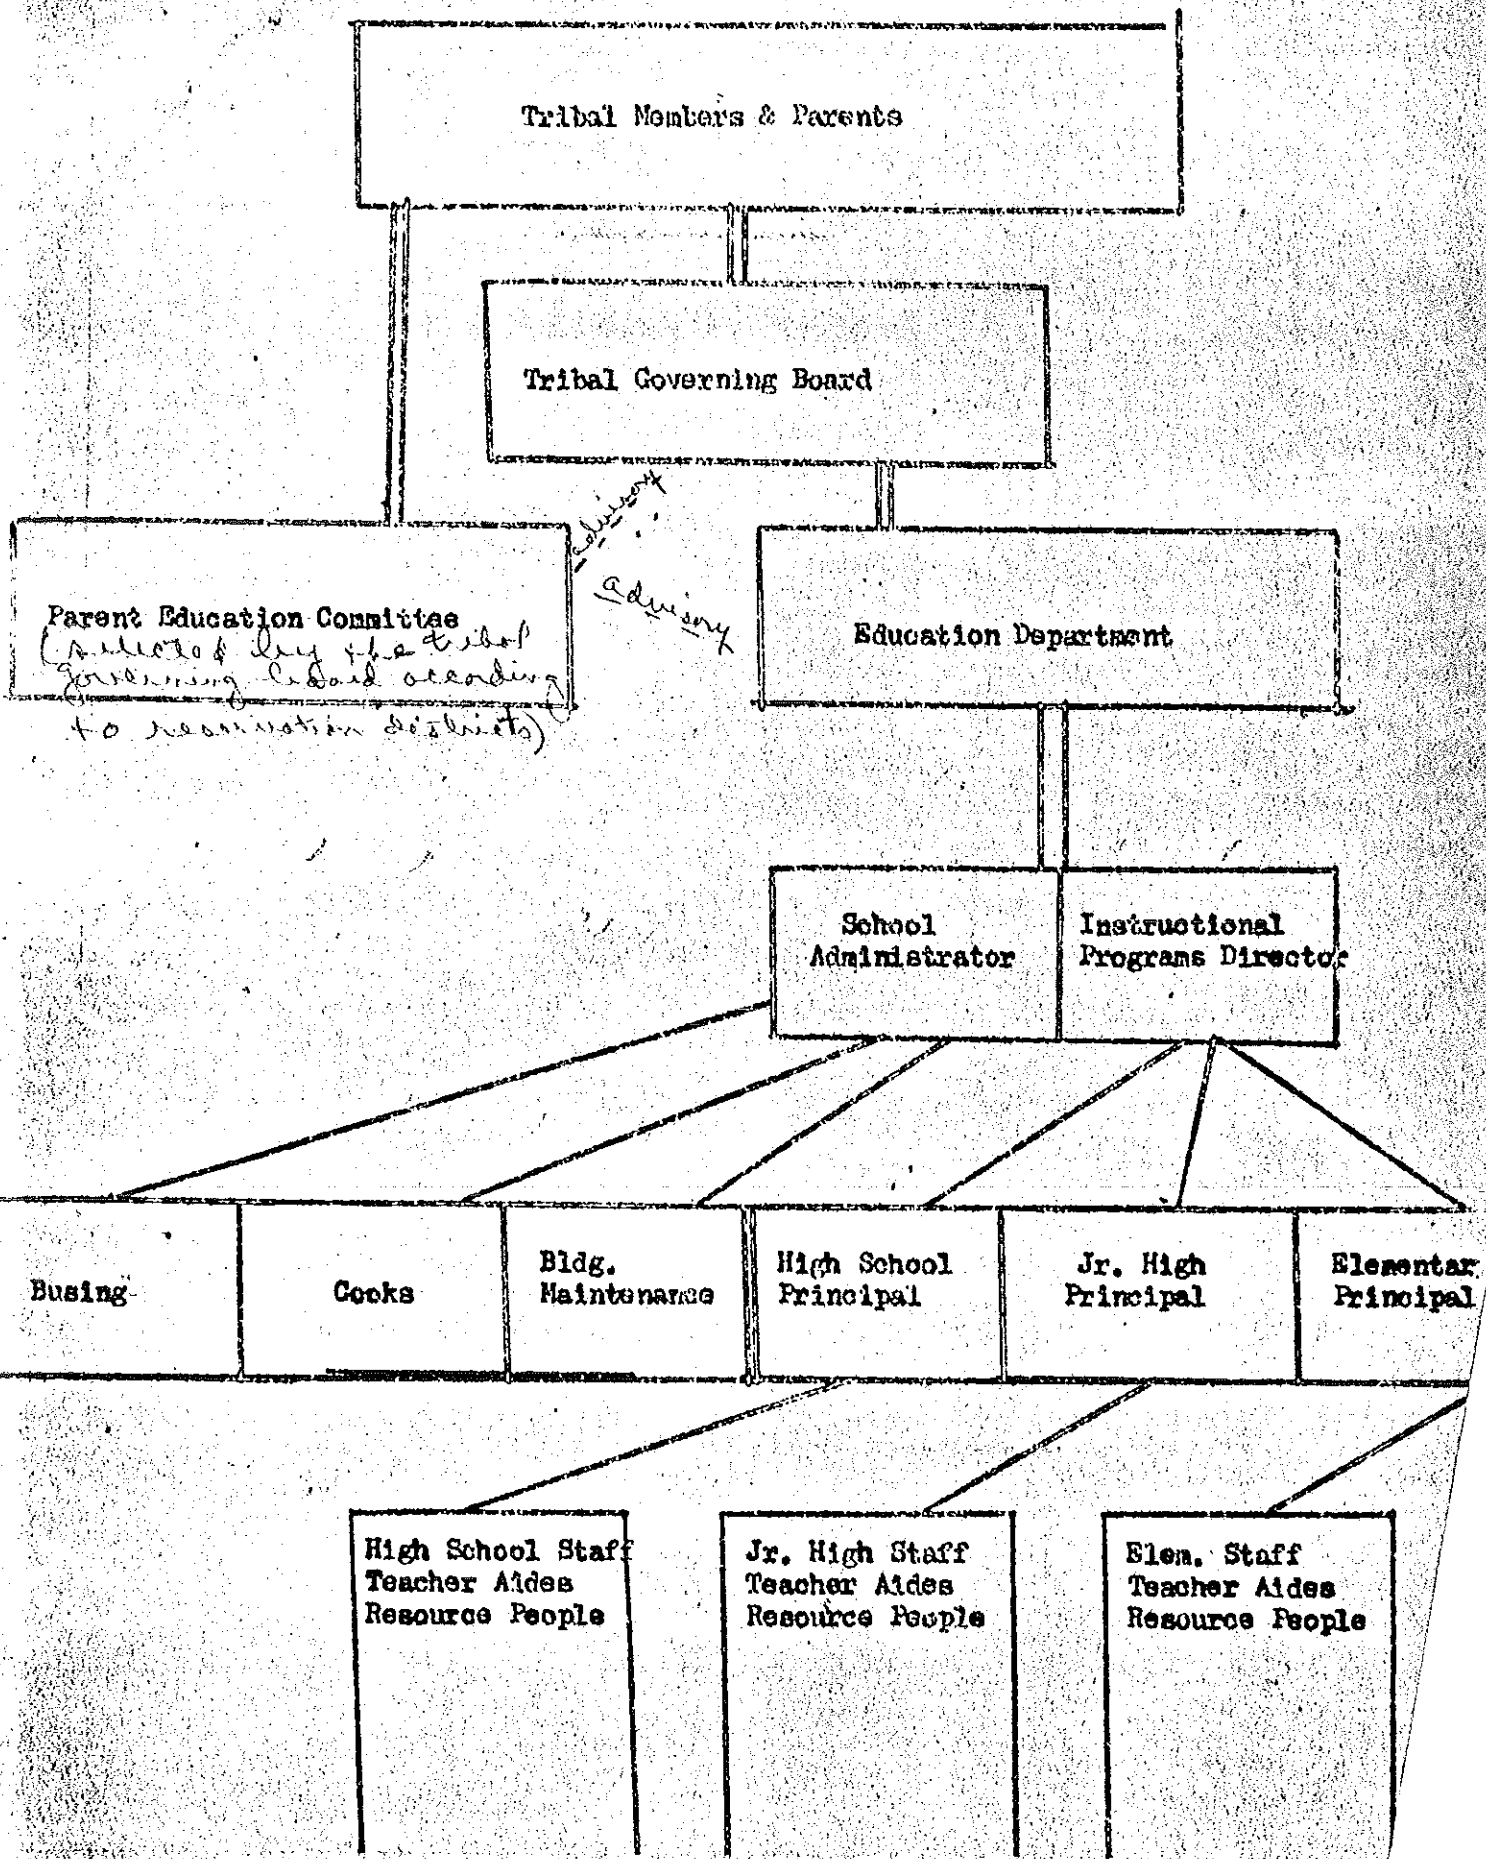 Tribal Members & Parents
Tribal Governing Board
advisory
advisory
Parent Education Committee
(selected by the tribal
governing board according
to reservation districts)
Education Department
School
Administrator
Instructional
Programs Director
Busing
Cooks
Bldg.
Maintenance
High School
Principal
Jr. High
Principal
Elementar
Principal
High School Staff
Teacher Aides
Resource People
Jr. High Staff
Teacher Aides
Resource People
Elem. Staff
Teacher Aides
Resource People